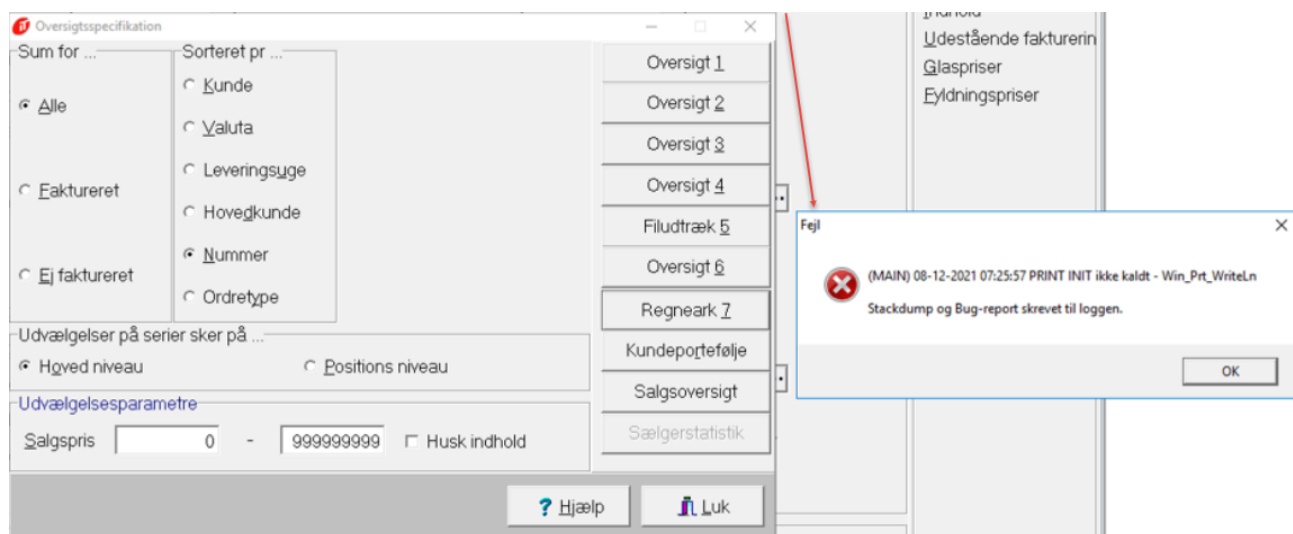 Oversigtsspecifikation
Sum for ...
Alle
Faktureret
Ej faktureret
Sorteret pr ...
Kunde
Valuta
Leveringsuge
Hovedkunde
Nummer
Ordretype
Udvælgelser på serier sker på ...
Hoved niveau
Positions niveau
Udvælgelsesparametre
Salgspris 0 - 999999999 Husk indhold
Oversigt 1
Oversigt 2
Oversigt 3
Oversigt 4
Filudtræk 5
Oversigt 6
Regneark 7
Kundeportefølje
Salgsoversigt
Sælgerstatistik
? Hjælp
Luk
Indhold
Udestående fakturerin
Glaspriser
Fyldningspriser
Fejl
(MAIN) 08-12-2021 07:25:57 PRINT INIT ikke kaldt - Win_Prt_WriteLn
Stackdump og Bug-report skrevet til loggen.
OK